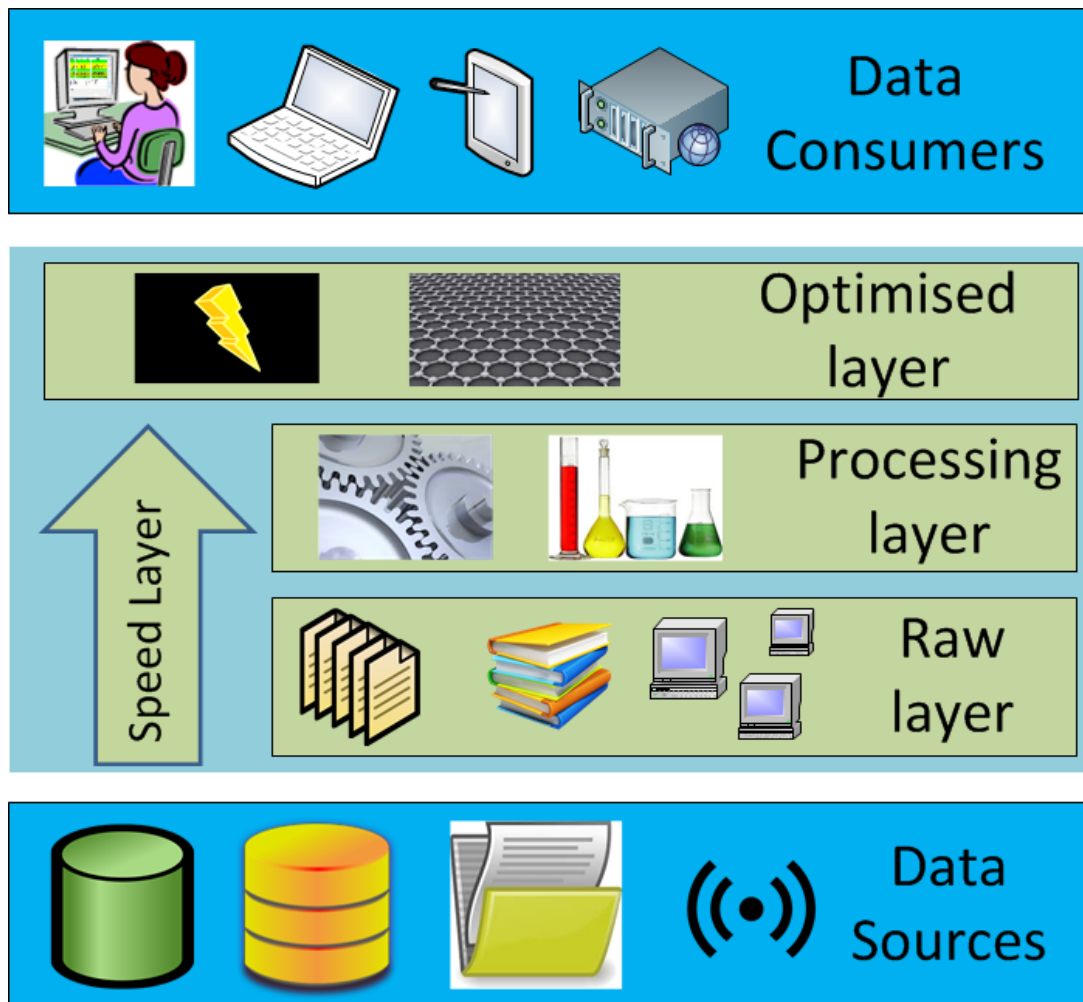 Data
Consumers
Optimised
layer
Processing
layer
Speed Layer
Raw
layer
Data
Sources